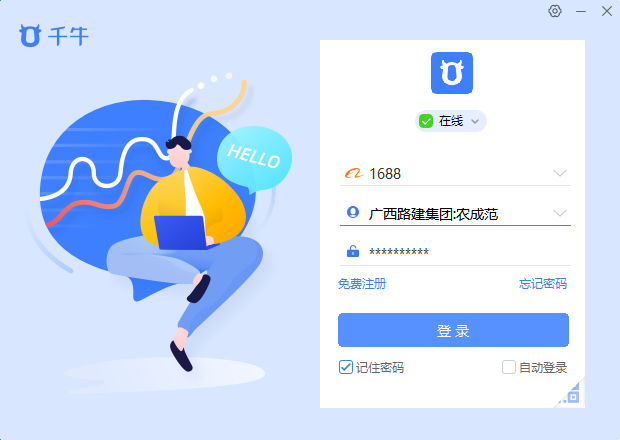 千牛
HELLO
在线
1688
广西路建集团:农成范
**********
免费注册
忘记密码
登录
记住密码
自动登录